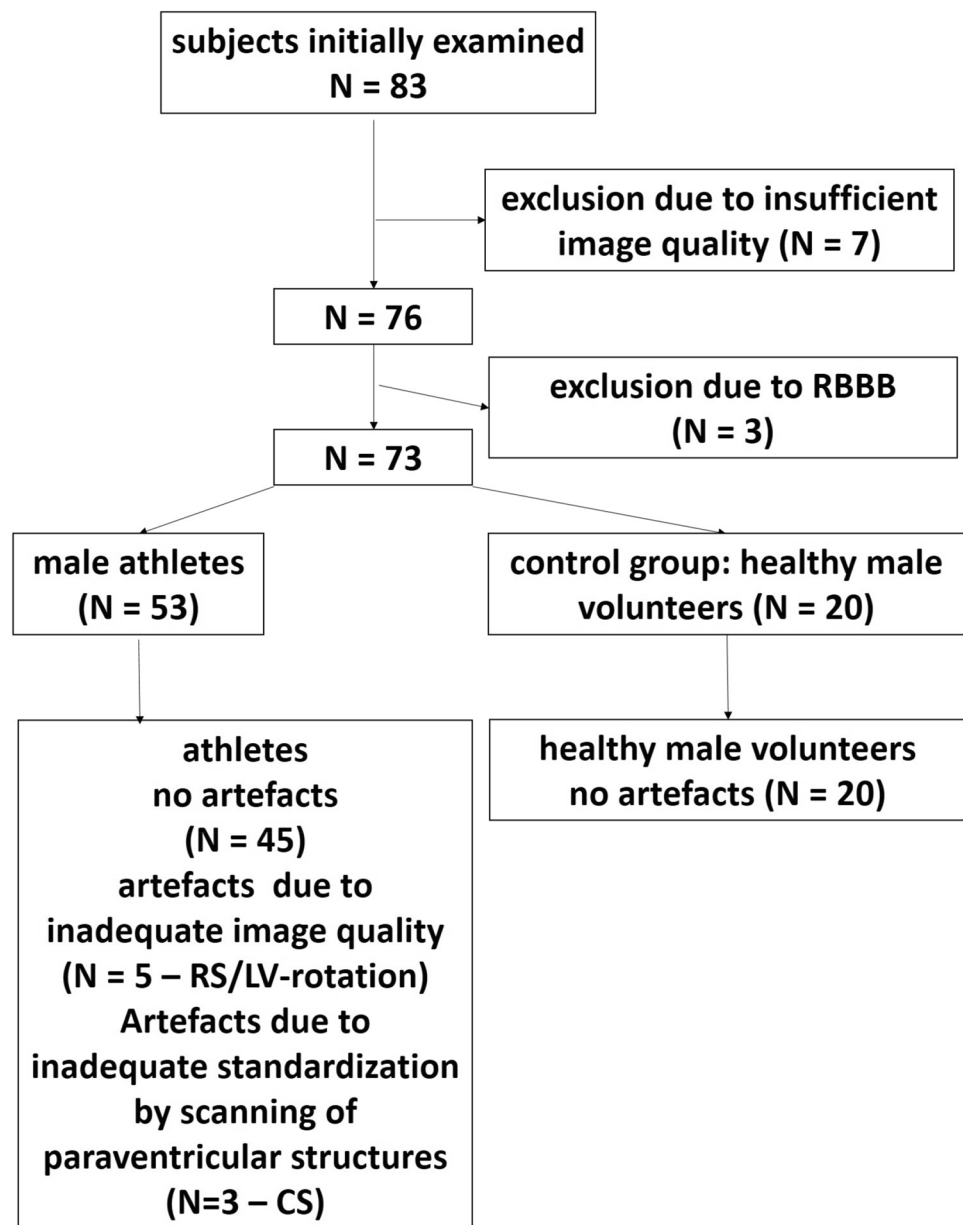 subjects initially examined
N = 83
exclusion due to insufficient
image quality (N = 7)
N = 76
exclusion due to RBBB
(N = 3)
N = 73
male athletes
(N = 53)
control group: healthy male
volunteers (N = 20)
athletes
no artefacts
(N = 45)
artefacts due to
inadequate image quality
(N = 5 – RS/LV-rotation)
Artefacts due to
inadequate standardization
by scanning of
paraventricular structures
(N=3 – CS)
healthy male volunteers
no artefacts (N = 20)